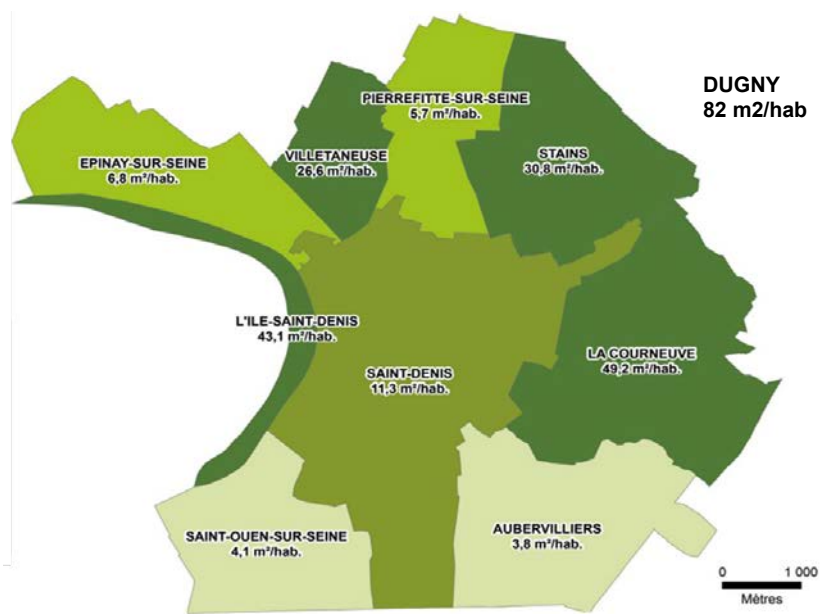 DUGNY
82 m2/hab
PIERREFITTE-SUR-SEINE
5,7 m²/hab.
EPINAY-SUR-SEINE
6,8 m²/hab.
VILLETANEUSE
26,6 m²/hab.
STAINS
30,8 m²/hab.
L'ILE-SAINT-DENIS
43,1 m²/hab.
SAINT-DENIS
11,3 m²/hab.
LA COURNEUVE
49,2 m²/hab.
SAINT-OUEN-SUR-SEINE
4,1 m²/hab.
AUBERVILLIERS
3,8 m²/hab.
0 1 000
Mètres